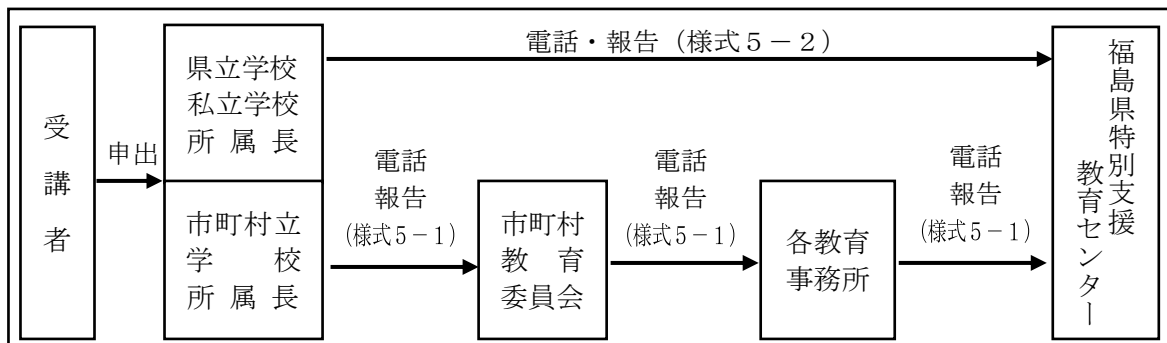 受講者
申出
県立学校
私立学校
所属長
市町村立
学校
所属長
電話・報告（様式５－２）
電話
報告
(様式５－１)
市町村
教育
委員会
電話
報告
(様式５－１)
各教育
事務所
電話
報告
(様式５－１)
福島県特別支援
教育センター